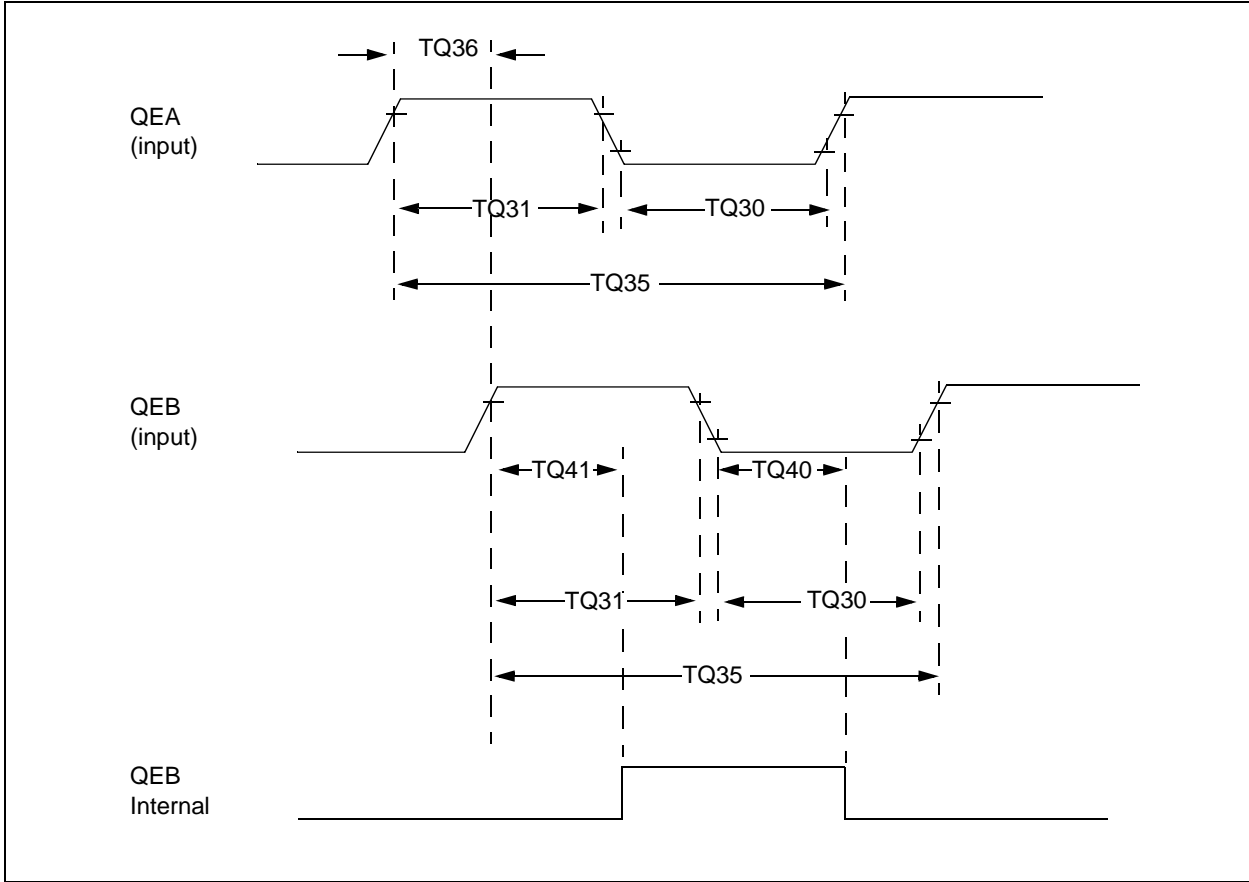 TQ36
QEA
(input)
TQ31
TQ30
TQ35
QEB
(input)
TQ41
TQ40
TQ31
TQ30
TQ35
QEB
Internal